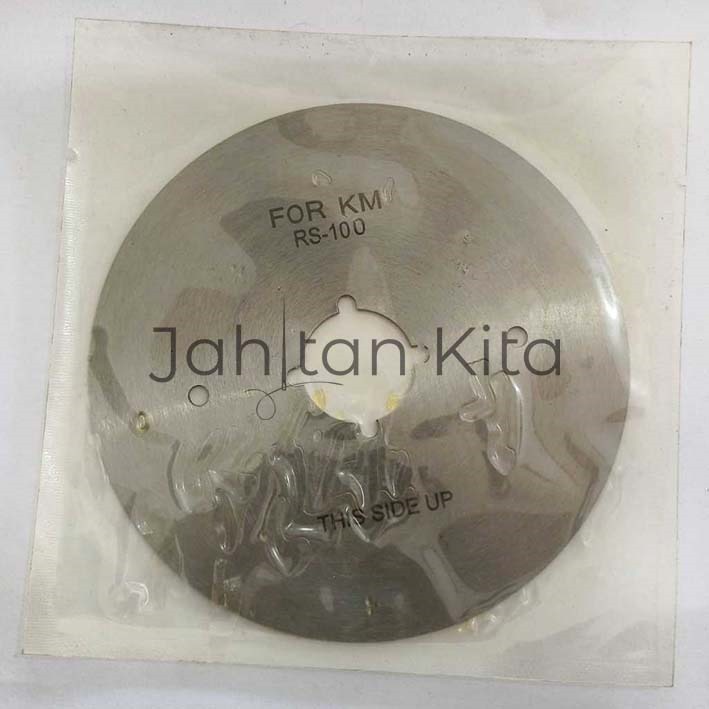 FOR KM
RS-100
Jahitan Kita
THIS SIDE UP